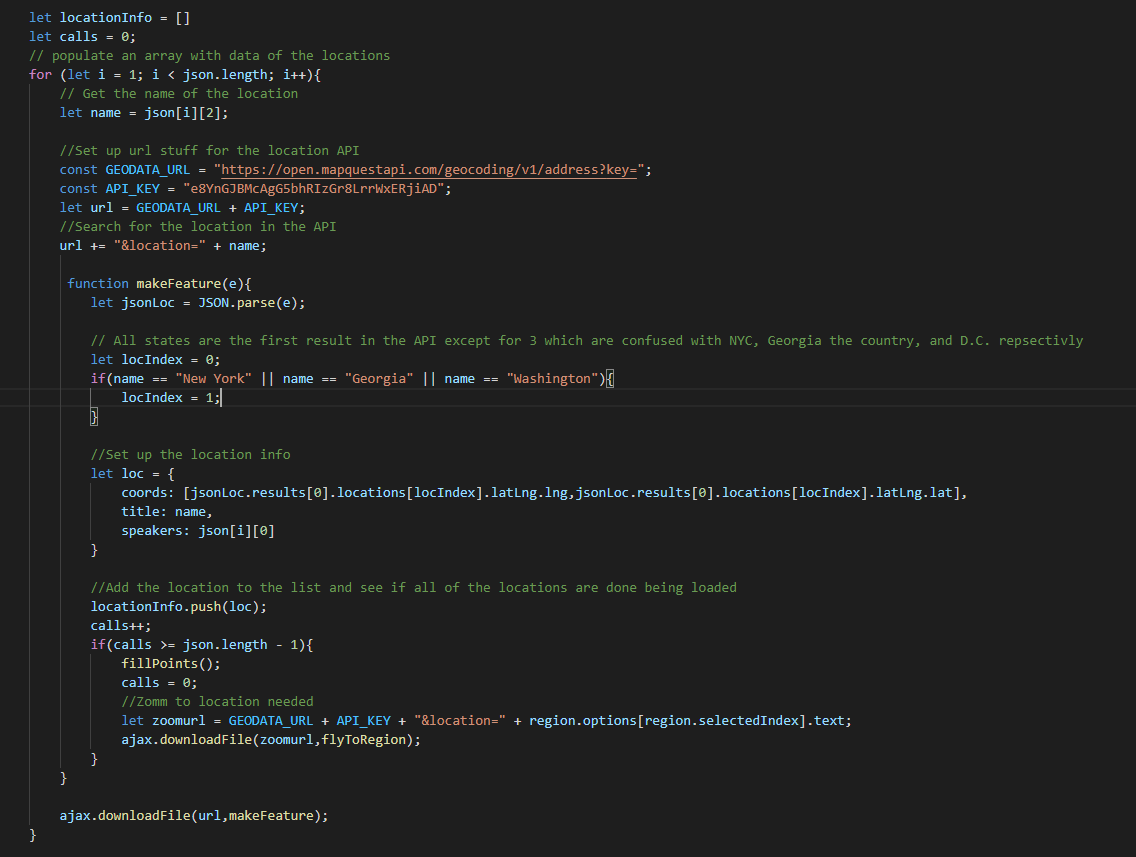 let locationInfo = []
let calls = 0;
// populate an array with data of the locations
for (let i = 1; i < json.length; i++){
// Get the name of the location
let name = json[i][2];
//Set up url stuff for the location API
const GEODATA_URL = "https://open.mapquestapi.com/geocoding/v1/address?key=";
const API_KEY = "e8YnGJBMcAgG5bhRIzGr8LrrWxERjiAD";
let url = GEODATA_URL + API_KEY;
//Search for the location in the API
url += "&location=" + name;
function makeFeature(e){
let jsonLoc = JSON.parse(e);
// All states are the first result in the API except for 3 which are confused with NYC, Georgia the country, and D.C. repsectivly
let locIndex = 0;
if(name == "New York" || name == "Georgia" || name == "Washington"){
locIndex = 1;
}
//Set up the location info
let loc = {
coords: [jsonLoc.results[0].locations[locIndex].latLng.lng,jsonLoc.results[0].locations[locIndex].latLng.lat],
title: name,
speakers: json[i][0]
}
//Add the location to the list and see if all of the locations are done being loaded
locationInfo.push(loc);
calls++;
if(calls >= json.length - 1){
fillPoints();
calls = 0;
//Zomm to location needed
let zoomurl = GEODATA_URL + API_KEY + "&location=" + region.options[region.selectedIndex].text;
ajax.downloadFile(zoomurl,flyToRegion);
}
}
ajax.downloadFile(url,makeFeature);
}